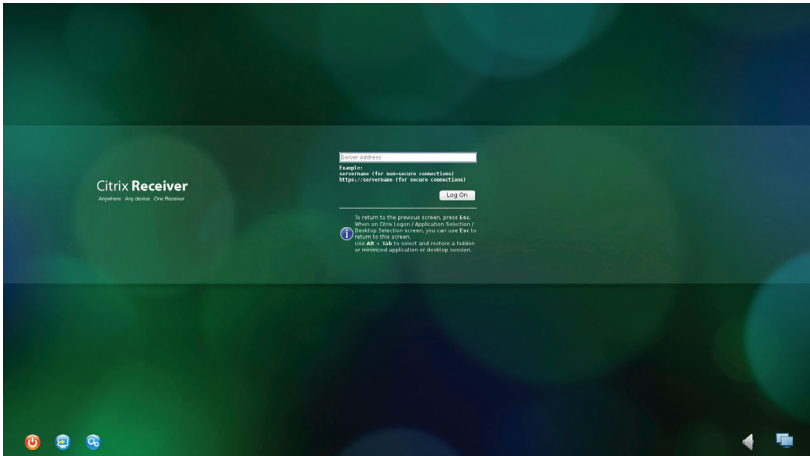 Server Address
Example:
servername (for non-secure connections)
https://servername (for secure connections)
Citrix Receiver
Anywhere Any device One Receiver
Log On
To return to the previous screen, press Esc.
When on Citrix Logon / Application Selection /
Desktop Selection screen, you can use Esc to
return to this screen.
Use Alt + Tab to select and restore a hidden
or minimized application or desktop session.